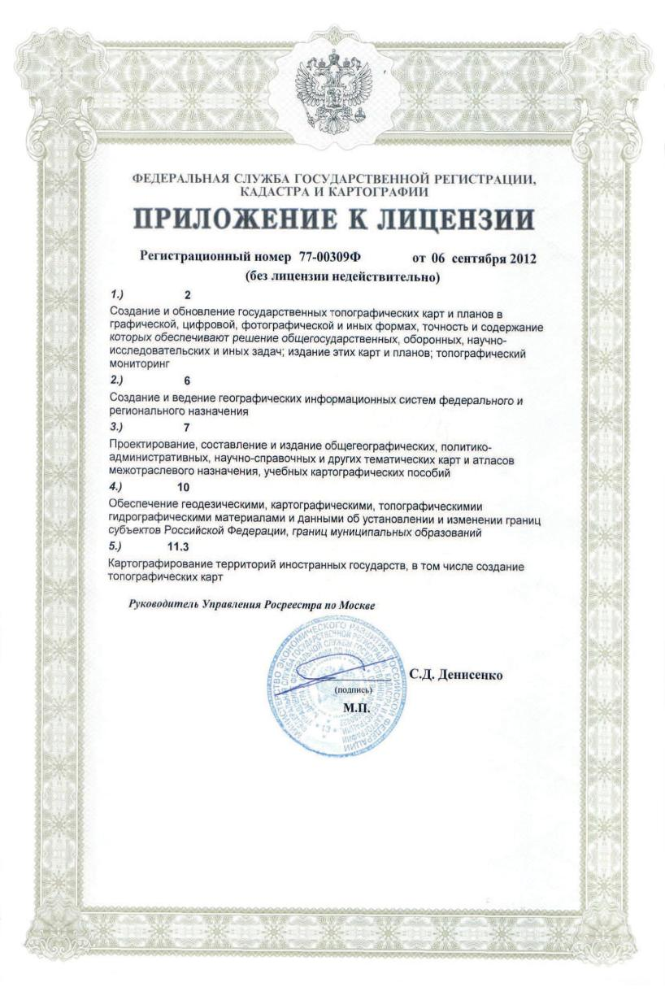 ФЕДЕРАЛЬНАЯ СЛУЖБА ГОСУДАРСТВЕННОЙ РЕГИСТРАЦИИ,
КАДАСТРА И КАРТОГРАФИИ
ПРИЛОЖЕНИЕ К ЛИЦЕНЗИИ
Регистрационный номер 77-00309Ф от 06 сентября 2012
(без лицензии недействительно)
1.) 2
Создание и обновление государственных топографических карт и планов в
графической, цифровой, фотографической и иных формах, точность и содержание
которых обеспечивают решение общегосударственных, оборонных, научно-
исследовательских и иных задач; издание этих карт и планов; топографический
мониторинг
2.) 6
Создание и ведение географических информационных систем федерального и
регионального назначения
3.) 7
Проектирование, составление и издание общегеографических, политико-
административных, научно-справочных и других тематических карт и атласов
межотраслевого назначения, учебных картографических пособий
4.) 10
Обеспечение геодезическими, картографическими, топографическимии
гидрографическими материалами и данными об установлении и изменении границ
субъектов Российской Федерации, границ муниципальных образований
5.) 11.3
Картографирование территорий иностранных государств, в том числе создание
топографических карт
Руководитель Управления Росреестра по Москве
МИНИСТЕРСТВО ЭКОНОМИЧЕСКОГО РАЗВИТИЯ РОССИЙСКОЙ ФЕДЕРАЦИИ
С.Д. Денисенко
(подпись)
М.П.